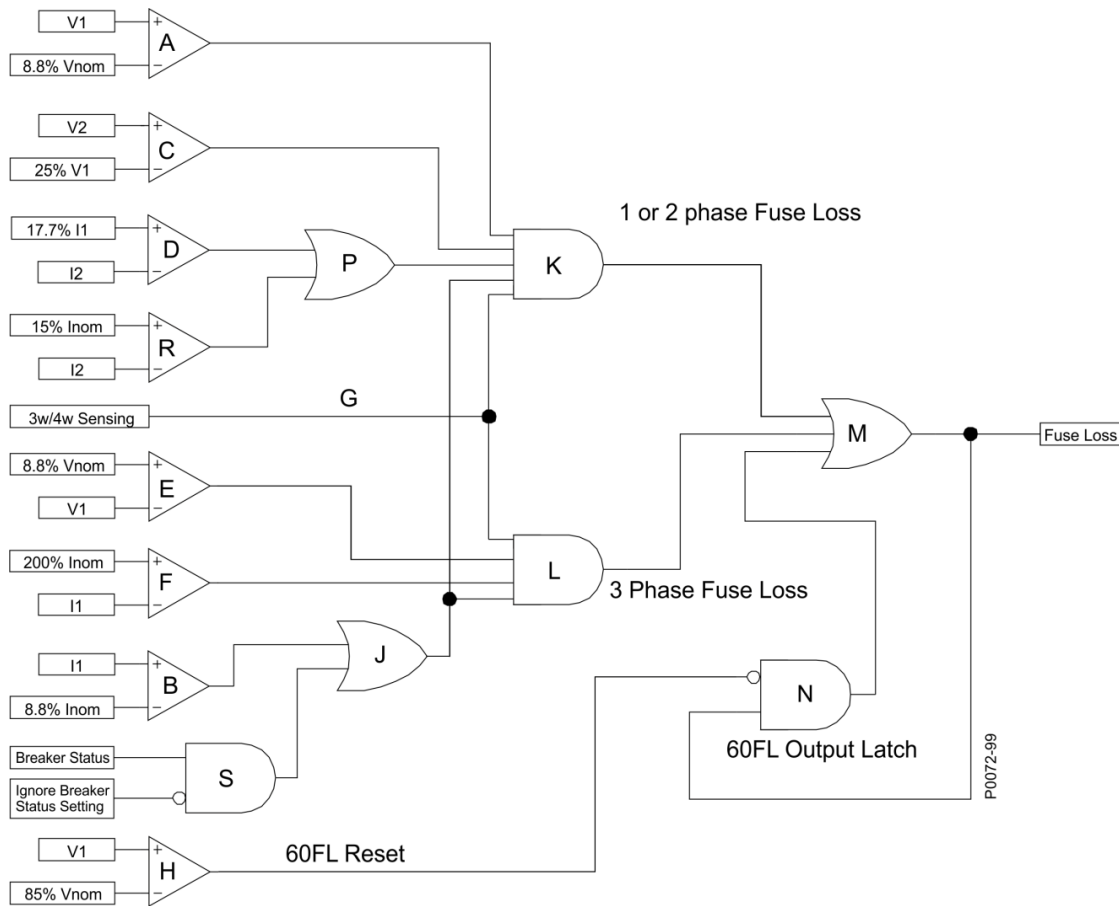 V1
+
A
8.8% Vnom
−
V2
+
C
25% V1
−
1 or 2 phase Fuse Loss
17.7% I1
+
D
I2
−
P
K
15% Inom
+
R
I2
−
G
3w/4w Sensing
M
Fuse Loss
8.8% Vnom
+
E
V1
−
200% Inom
+
F
I1
−
L
3 Phase Fuse Loss
I1
+
B
8.8% Inom
−
J
N
60FL Output Latch
Breaker Status
S
Ignore Breaker
Status Setting
P0072-99
V1
+
H
85% Vnom
−
60FL Reset